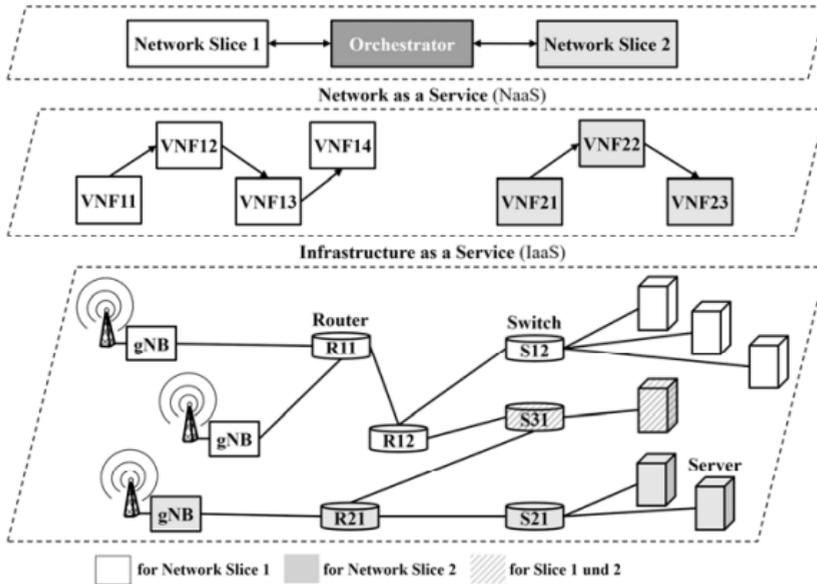 Network Slice 1 Orchestrator Network Slice 2
Network as a Service (NaaS)
VNF12 VNF14 VNF22
VNF11 VNF13 VNF21 VNF23
Infrastructure as a Service (IaaS)
Router Switch
gNB R11 S12
gNB R12 S31
Server
gNB R21 S21
for Network Slice 1 for Network Slice 2 for Slice 1 und 2